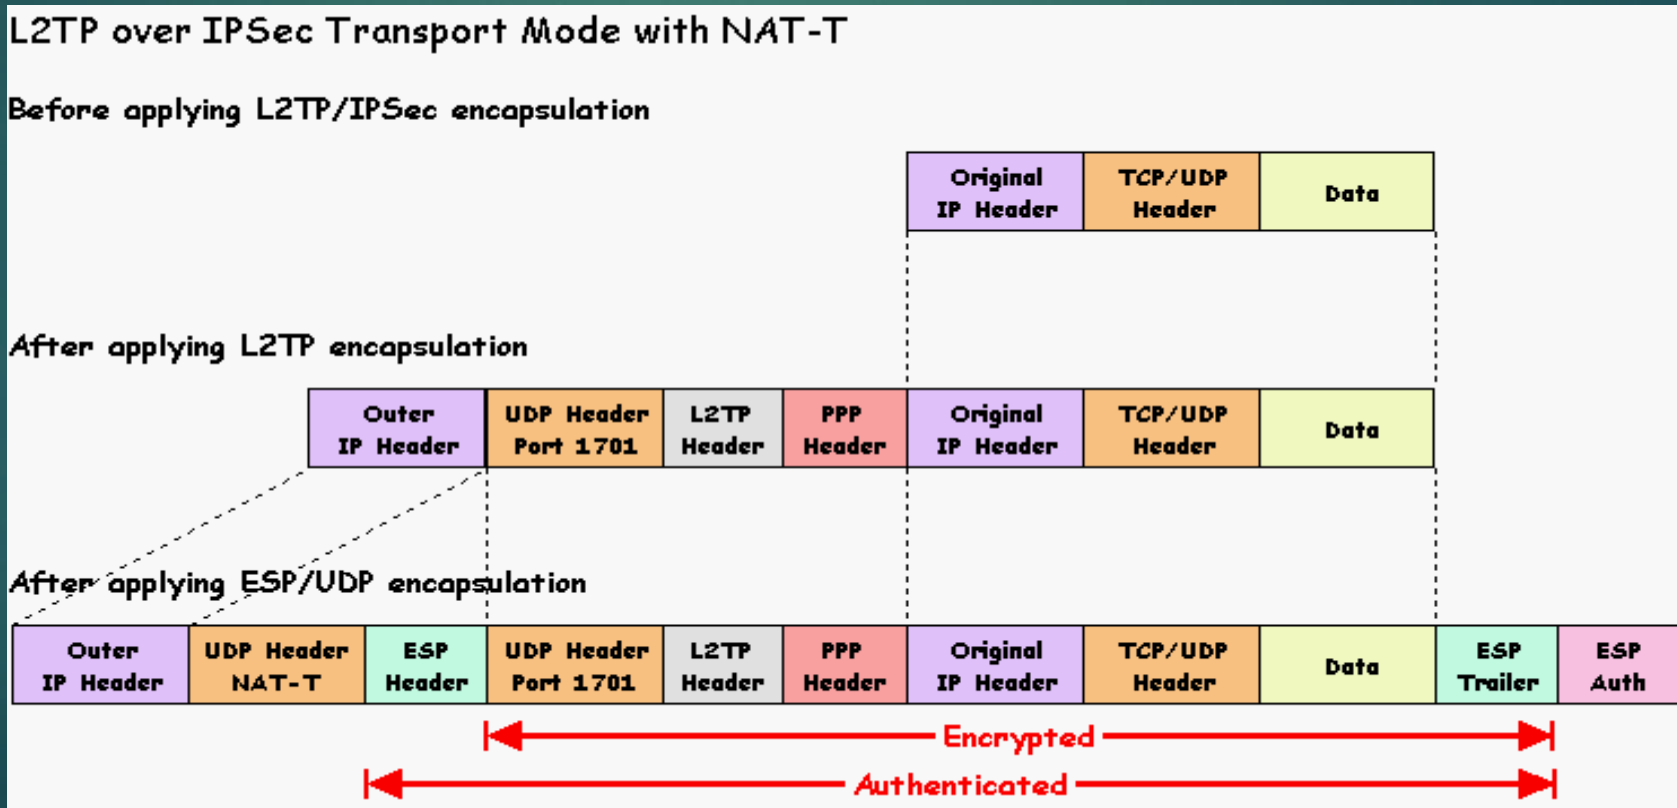 L2TP over IPSec Transport Mode with NAT-T
Before applying L2TP/IPSec encapsulation
Original IP Header
TCP/UDP Header
Data
After applying L2TP encapsulation
Outer IP Header
UDP Header Port 1701
L2TP Header
PPP Header
Original IP Header
TCP/UDP Header
Data
After applying ESP/UDP encapsulation
Outer IP Header
UDP Header NAT-T
ESP Header
UDP Header Port 1701
L2TP Header
PPP Header
Original IP Header
TCP/UDP Header
Data
ESP Trailer
ESP Auth
Encrypted
Authenticated